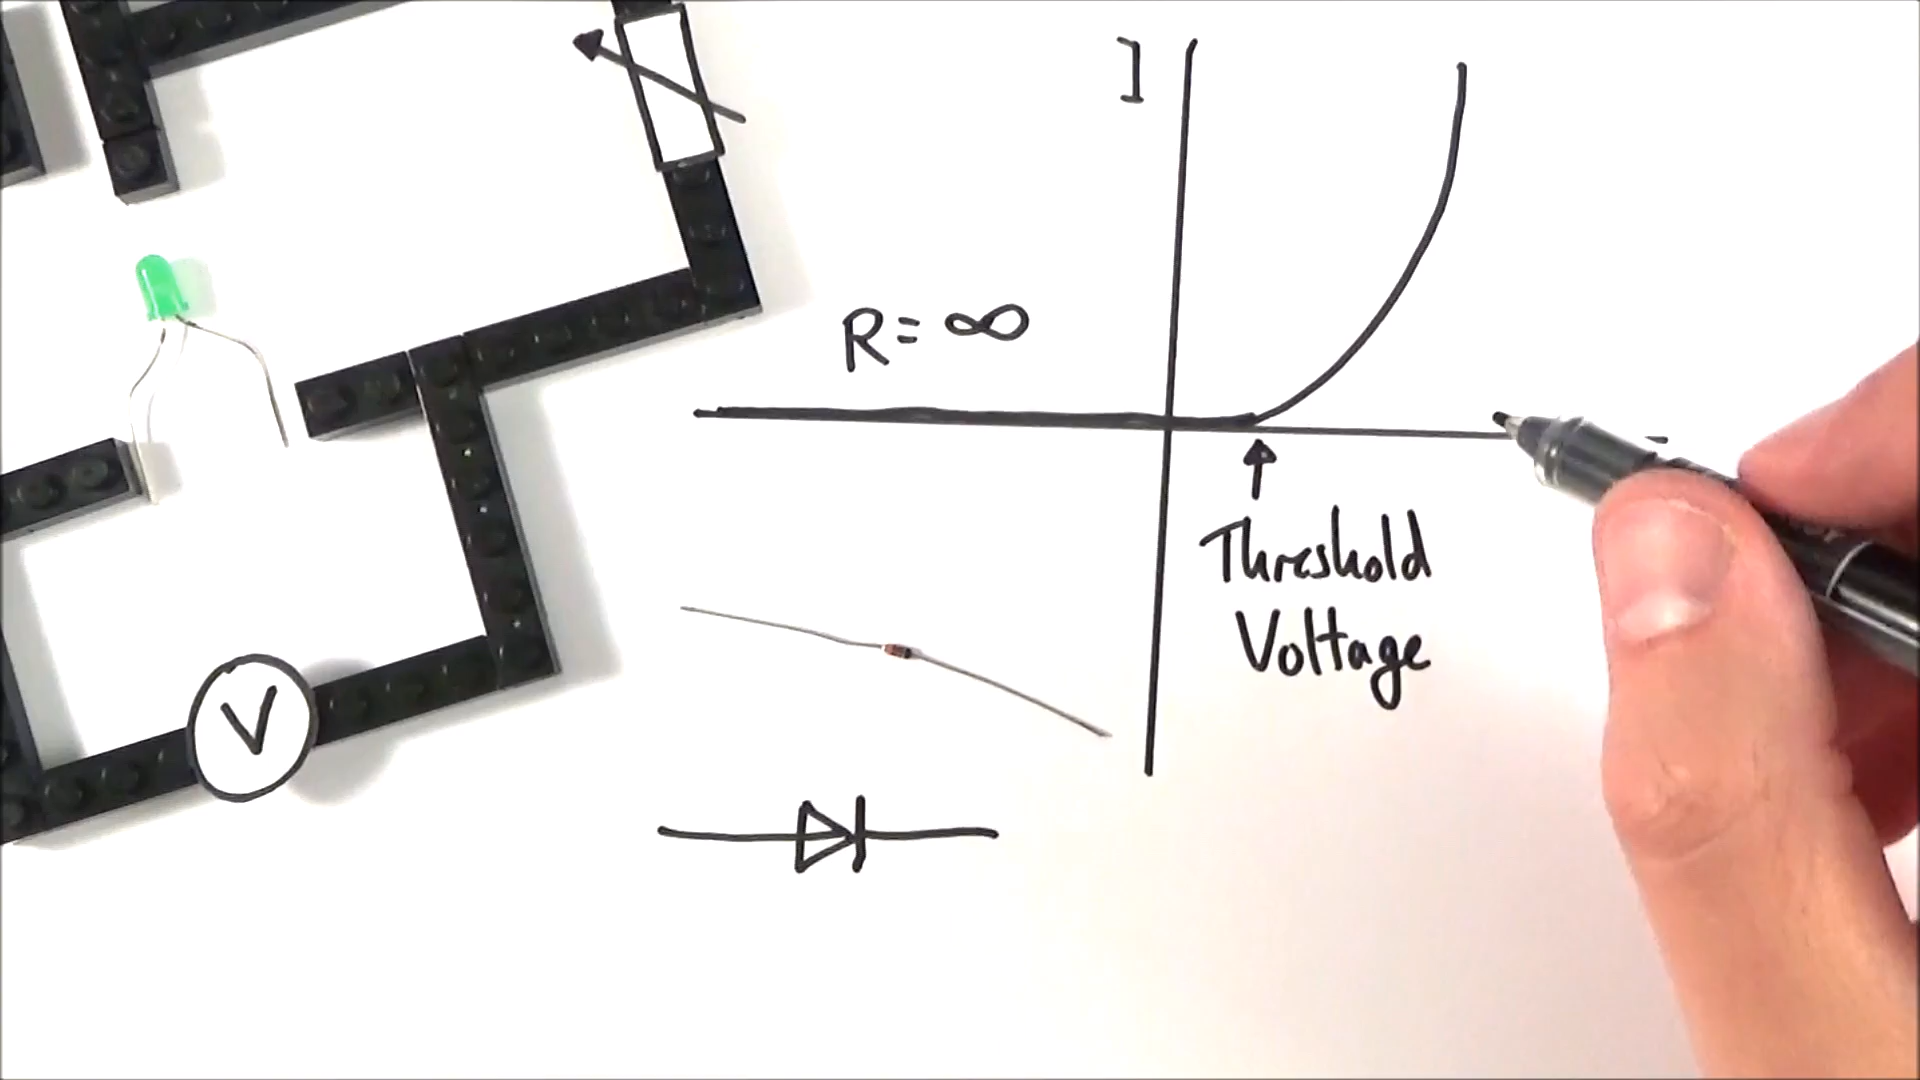 I
R = ∞
Threshold
Voltage
V